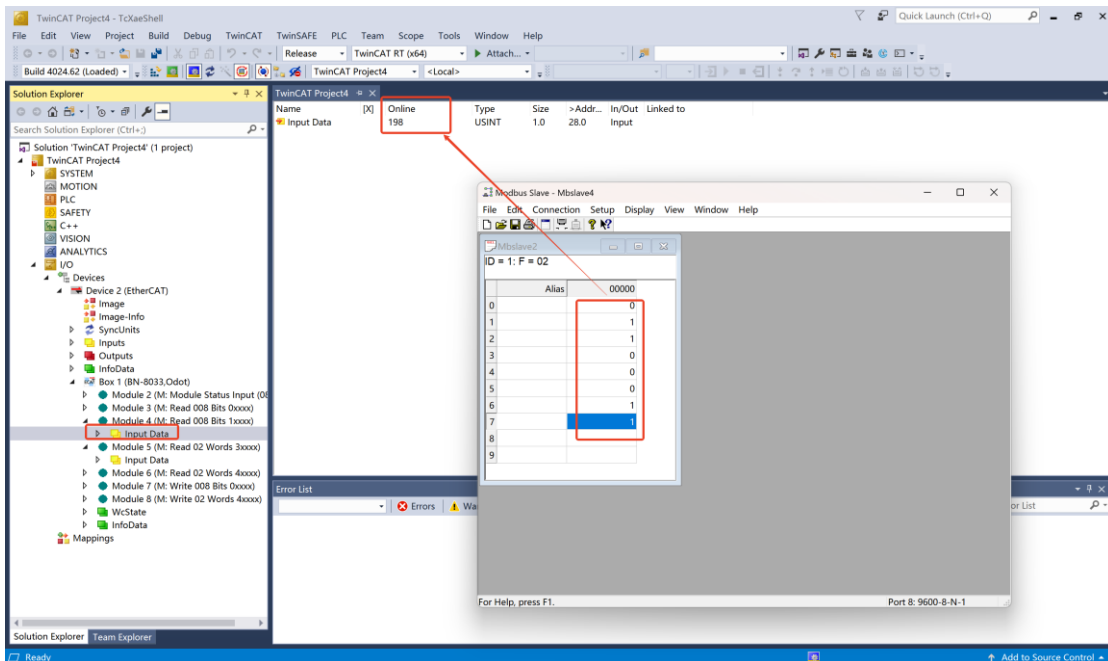 TwinCAT Project4 - TcXaeShell
Quick Launch (Ctrl+Q)
File Edit View Project Build Debug TwinCAT TwinSAFE PLC Team Scope Tools Window Help
Release TwinCAT RT (x64) Attach...
Build 4024.62 (Loaded) TwinCAT Project4 <Local>
Solution Explorer
Search Solution Explorer (Ctrl+;)
Solution 'TwinCAT Project4' (1 project)
TwinCAT Project4
SYSTEM
MOTION
PLC
SAFETY
C++
VISION
ANALYTICS
I/O
Devices
Device 2 (EtherCAT)
Image
Image-Info
SyncUnits
Inputs
Outputs
InfoData
Box 1 (BN-8033,Odot)
Module 2 (M: Module Status Input (08
Module 3 (M: Read 008 Bits 0xxxx)
Module 4 (M: Read 008 Bits 1xxxx)
Input Data
Module 5 (M: Read 02 Words 3xxxx)
Input Data
Module 6 (M: Read 02 Words 4xxxx)
Module 7 (M: Write 008 Bits 0xxxx)
Module 8 (M: Write 02 Words 4xxxx)
WcState
InfoData
Mappings
Solution Explorer Team Explorer
TwinCAT Project4
Name [X] Online Type Size >Addr... In/Out Linked to
Input Data 198 USINT 1.0 28.0 Input
Modbus Slave - Mbslave4
File Edit Connection Setup Display View Window Help
Mbslave2
ID = 1: F = 02
Alias 00000
0 0
1 1
2 1
3 0
4 0
5 0
6 1
7 1
8
9
For Help, press F1. Port 8: 9600-8-N-1
Error List
Errors Wa
or List
Ready Add to Source Control